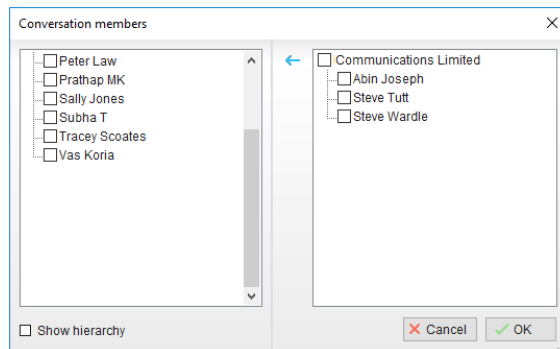 Conversation members
Peter Law
Prathap MK
Sally Jones
Subha T
Tracey Scoates
Vas Koria
Communications Limited
Abin Joseph
Steve Tutt
Steve Wardle
Show hierarchy
Cancel
OK